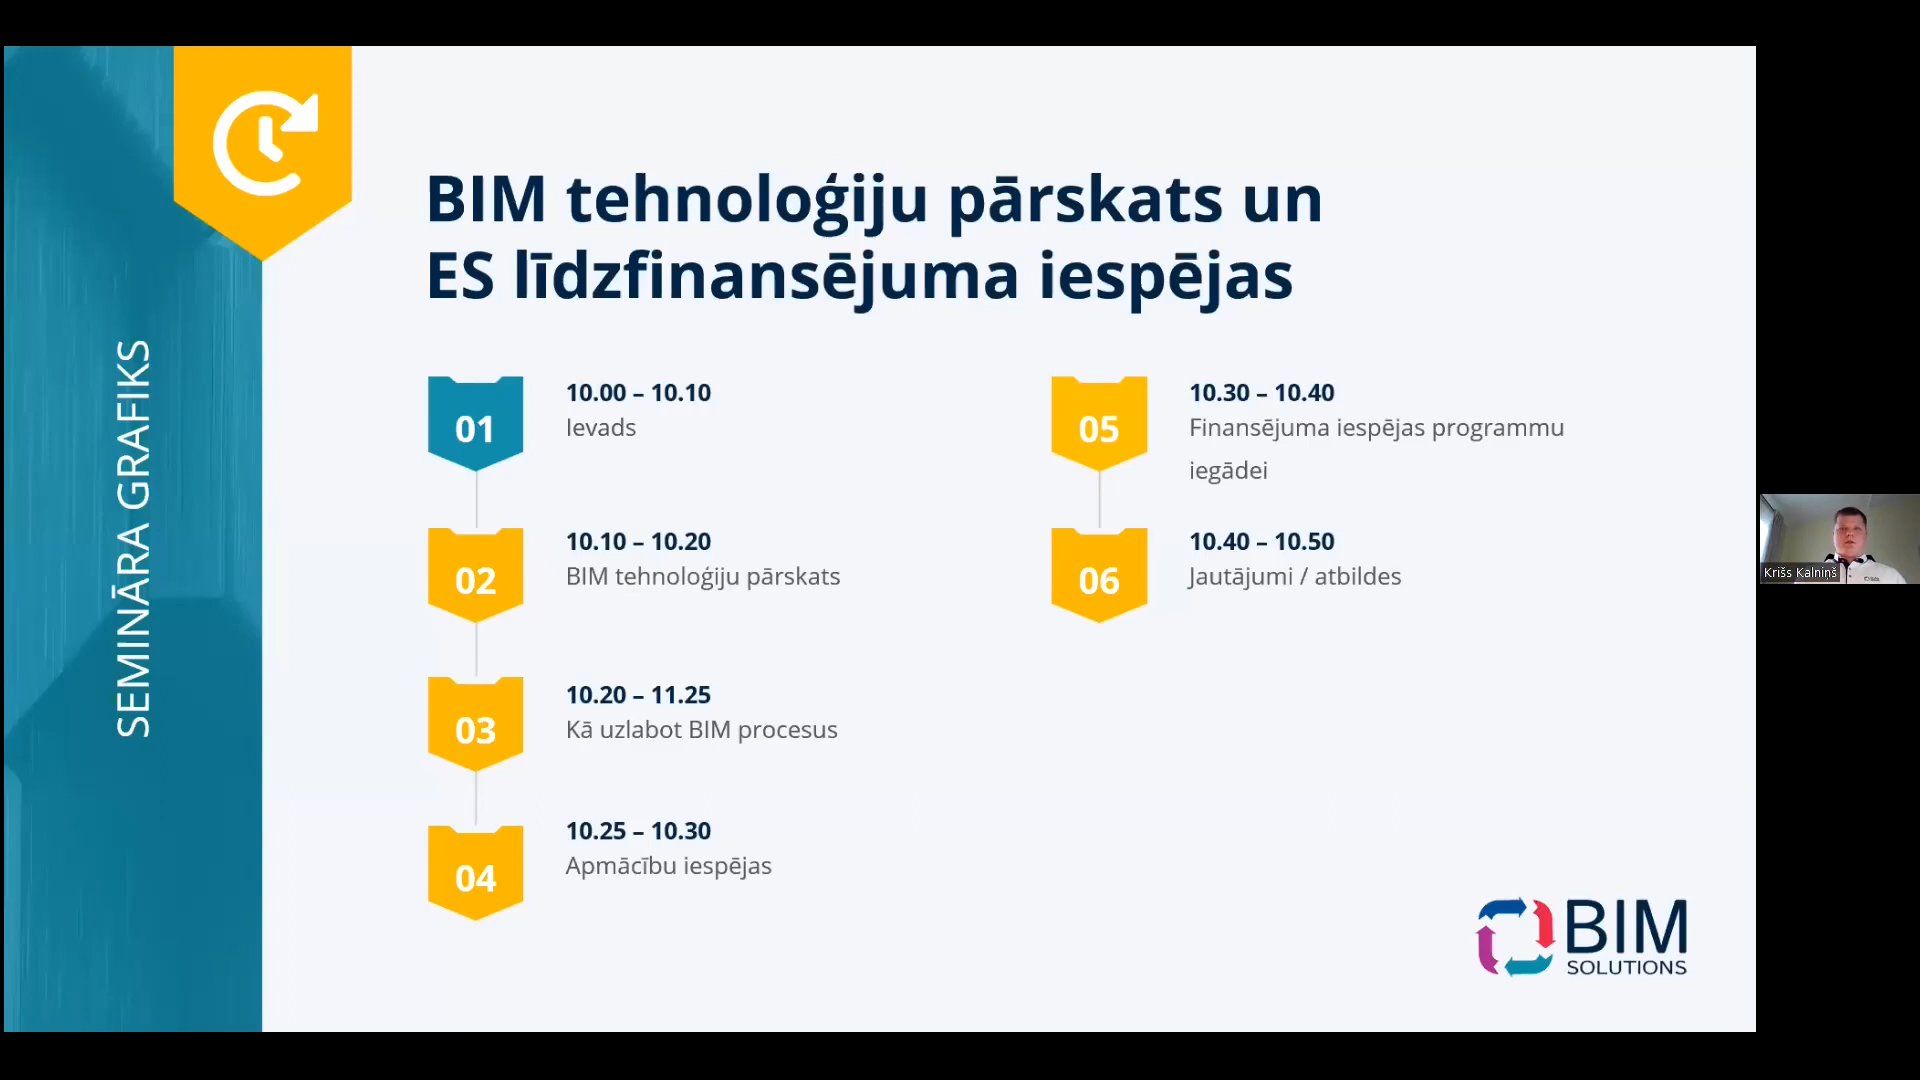 SEMINĀRA GRAFIKS
BIM tehnoloģiju pārskats un
ES līdzfinansējuma iespējas
01
10.00 – 10.10
Ievads
02
10.10 – 10.20
BIM tehnoloģiju pārskats
03
10.20 – 11.25
Kā uzlabot BIM procesus
04
10.25 – 10.30
Apmācību iespējas
05
10.30 – 10.40
Finansējuma iespējas programmu
iegādei
06
10.40 – 10.50
Jautājumi / atbildes
BIM
SOLUTIONS
Krišs Kalniņš